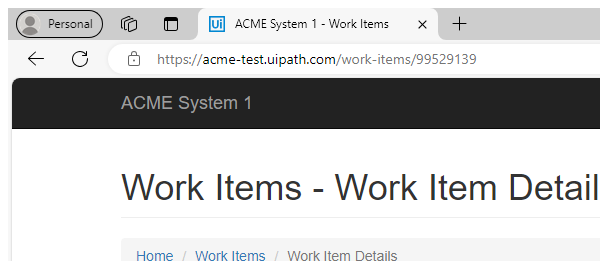 Personal
Ui ACME System 1 - Work Items
https://acme-test.uipath.com/work-items/99529139
ACME System 1
Work Items - Work Item Detail
Home / Work Items / Work Item Details